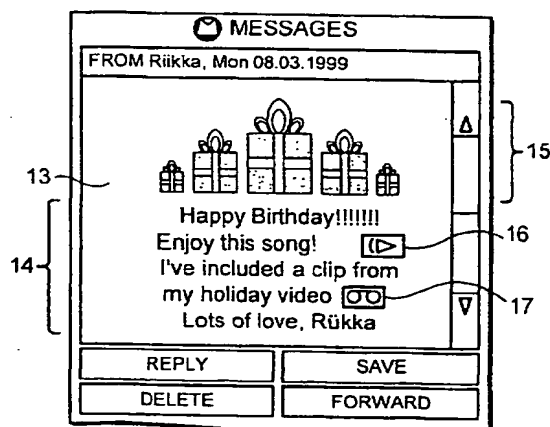 MESSAGES
FROM Riikka, Mon 08.03.1999
15
13
Happy Birthday!!!!!!!
Enjoy this song! 16
14 I've included a clip from
my holiday video 17
Lots of love, Rükka
REPLY SAVE
DELETE FORWARD